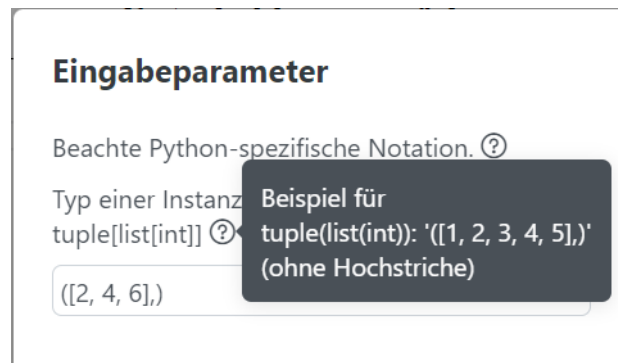 Eingabeparameter
Beachte Python-spezifische Notation. ?
Typ einer Instanz
tuple[list[int]] ?
Beispiel für
tuple(list(int)): '([1, 2, 3, 4, 5],)'
(ohne Hochstriche)
([2, 4, 6],)